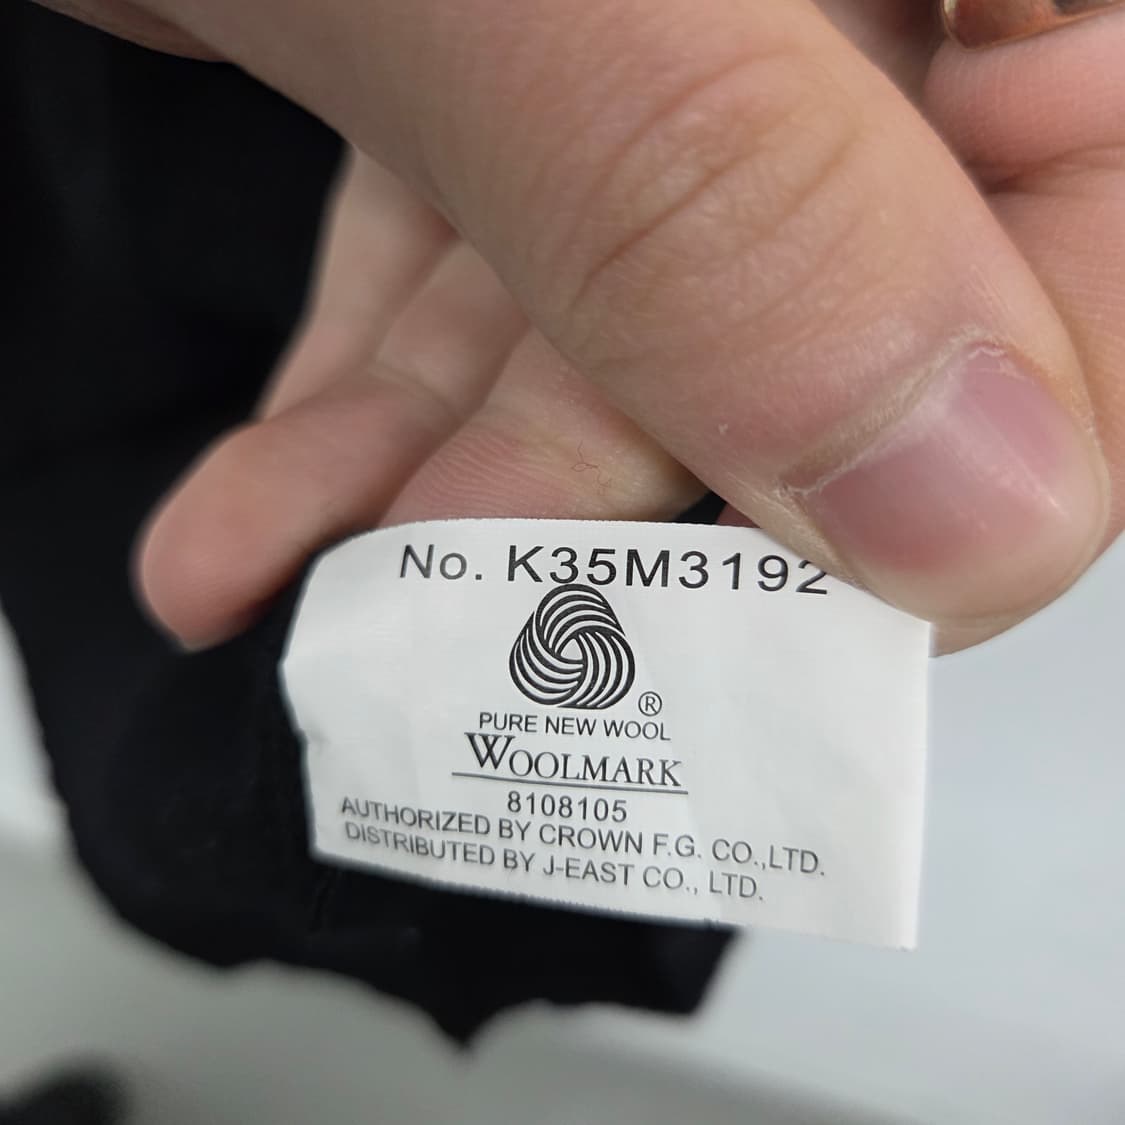 No. K35M3192
®
PURE NEW WOOL
WOOLMARK
8108105
AUTHORIZED BY CROWN F.G. CO.,LTD.
DISTRIBUTED BY J-EAST CO., LTD.